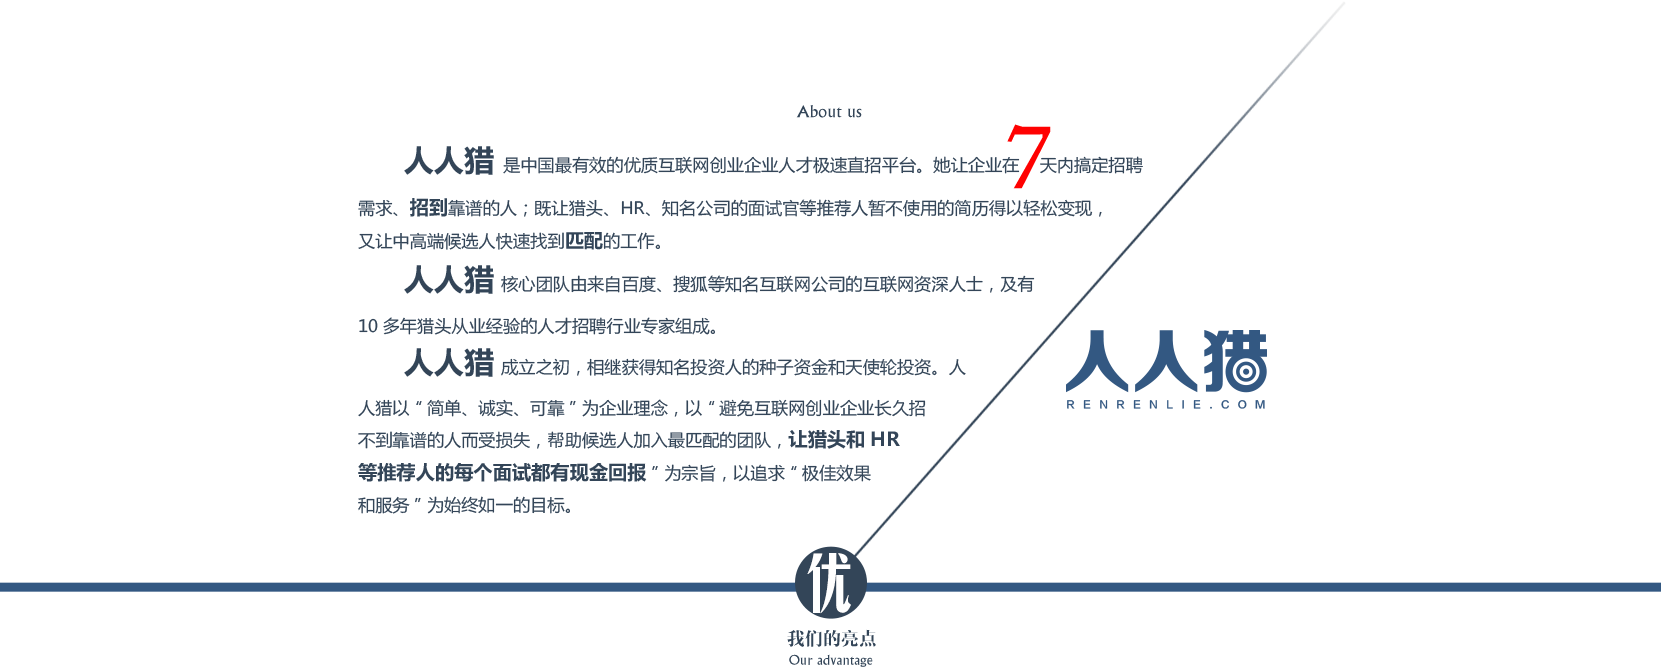 About us
人人猎 是中国最有效的优质互联网创业企业人才极速直招平台。她让企业在7天内搞定招聘
需求、招到靠谱的人；既让猎头、HR、知名公司的面试官等推荐人暂不使用的简历得以轻松变现，
又让中高端候选人快速找到匹配的工作。
人人猎 核心团队由来自百度、搜狐等知名互联网公司的互联网资深人士，及有
10 多年猎头从业经验的人才招聘行业专家组成。
人人猎 成立之初，相继获得知名投资人的种子资金和天使轮投资。人
人猎以“简单、诚实、可靠”为企业理念，以“避免互联网创业企业长久招
不到靠谱的人而受损失，帮助候选人加入最匹配的团队，让猎头和 HR
等推荐人的每个面试都有现金回报”为宗旨，以追求“极佳效果
和服务”为始终如一的目标。
人人猎
RENRENLIE.COM
优
我们的亮点
Our advantage